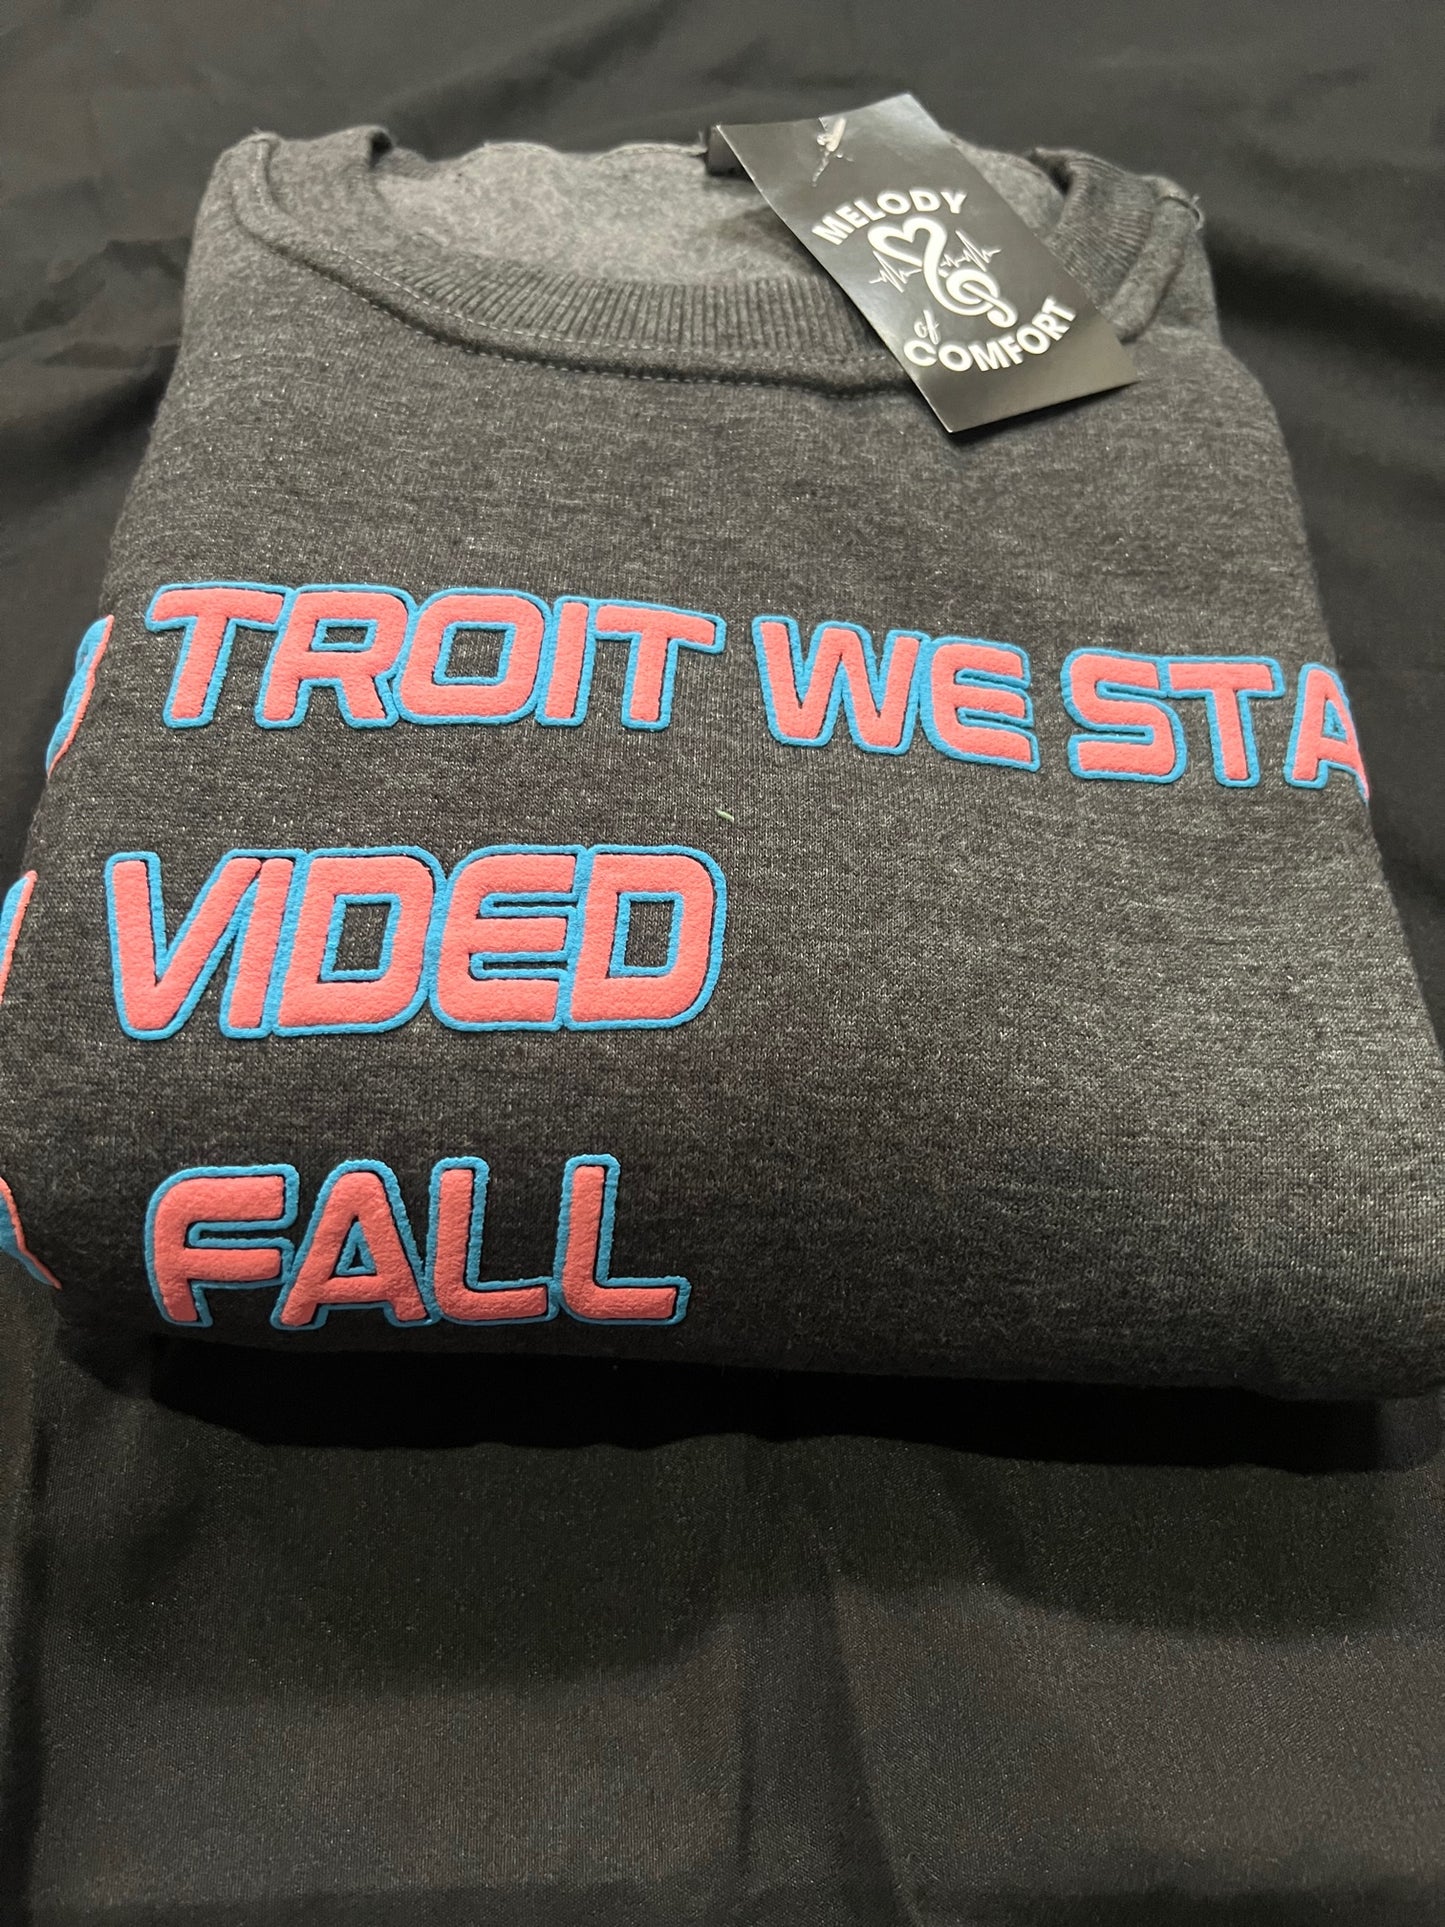 MELODY
of
COMFORT
TROIT WE STA
VIDED
FALL